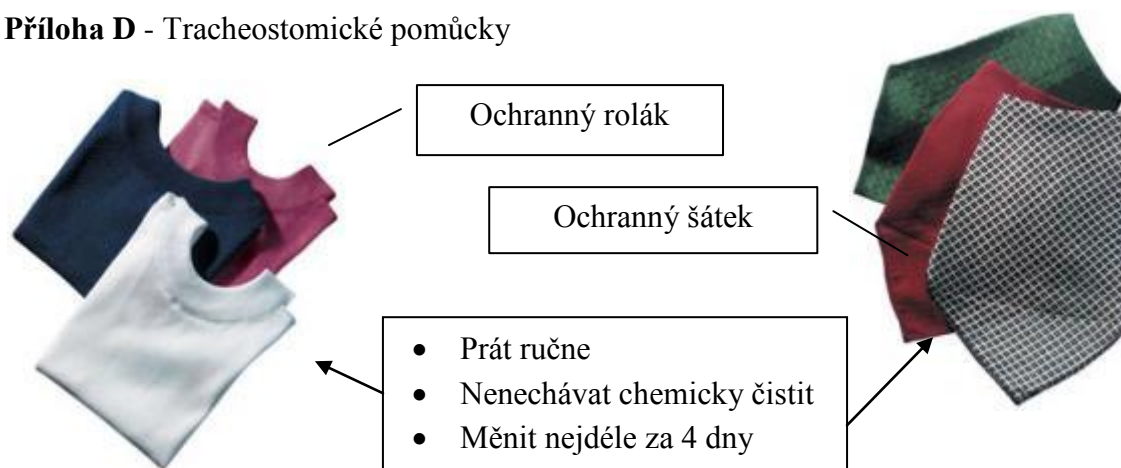 Příloha D - Tracheostomické pomůcky
Ochranný rolák
Ochranný šátek
• Prát ručne
• Nenechávat chemicky čistit
• Měnit nejdéle za 4 dny